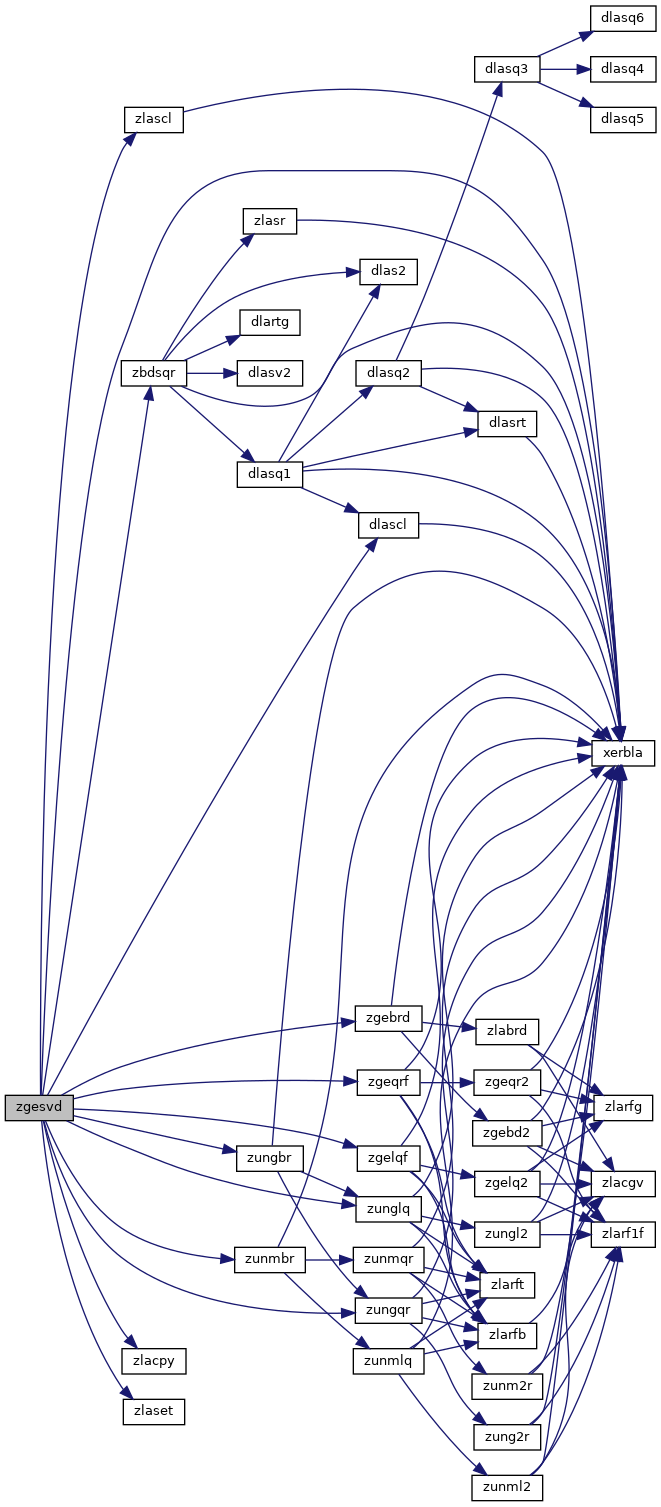 dlasq6
dlasq3
dlasq4
dlasq5
zlascl
zlasr
dlas2
dlartg
zbdsqr
dlasv2
dlasq2
dlasrt
dlasq1
dlascl
xerbla
zgebrd
zlabrd
zgeqrf
zgeqr2
zgesvd
zlarfg
zgebd2
zungbr
zgelqf
zgelq2
zlacgv
zunglq
zungl2
zlarf1f
zunmbr
zunmqr
zlarft
zungqr
zlarfb
zlacpy
zunmlq
zunm2r
zlaset
zung2r
zunml2